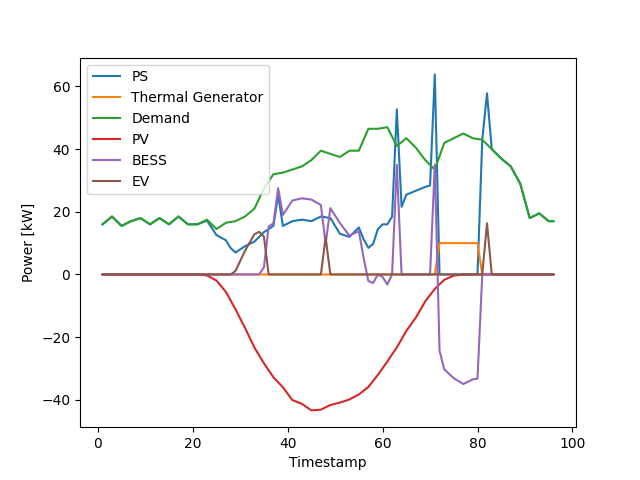 PS
Thermal Generator
Demand
PV
BESS
EV
Power [kW]
60
40
20
0
−20
−40
0 20 40 60 80 100
Timestamp